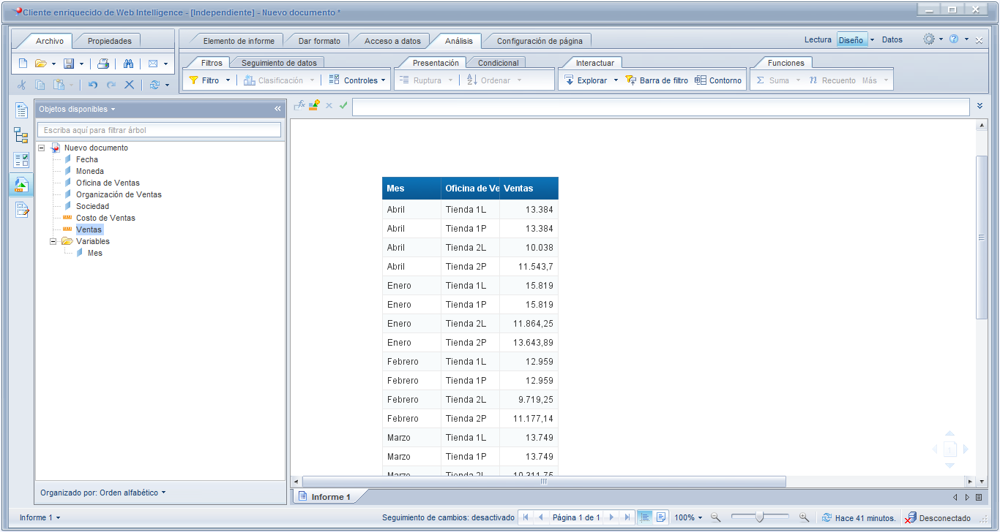 Cliente enriquecido de Web Intelligence - [Independiente] - Nuevo documento *
Archivo Propiedades Elemento de informe Dar formato Acceso a datos Análisis Configuración de página Lectura Diseño Datos
Filtros Seguimiento de datos Presentación Condicional Interactuar Funciones
Filtro Clasificación Controles Ruptura Ordenar Explorar Barra de filtro Contorno Suma Recuento Más
Objetos disponibles
Escriba aquí para filtrar árbol
Nuevo documento
Fecha
Moneda
Oficina de Ventas
Organización de Ventas
Sociedad
Costo de Ventas
Ventas
Variables
Mes
Organizado por: Orden alfabético
Mes Oficina de Ve Ventas
Abril Tienda 1L 13.384
Abril Tienda 1P 13.384
Abril Tienda 2L 10.038
Abril Tienda 2P 11.543,7
Enero Tienda 1L 15.819
Enero Tienda 1P 15.819
Enero Tienda 2L 11.864,25
Enero Tienda 2P 13.643,89
Febrero Tienda 1L 12.959
Febrero Tienda 1P 12.959
Febrero Tienda 2L 9.719,25
Febrero Tienda 2P 11.177,14
Marzo Tienda 1L 13.749
Marzo Tienda 1P 13.749
Marzo Tienda 2L 10.311,75
Informe 1
Informe 1 Seguimiento de cambios: desactivado Página 1 de 1 100% Hace 41 minutos. Desconectado